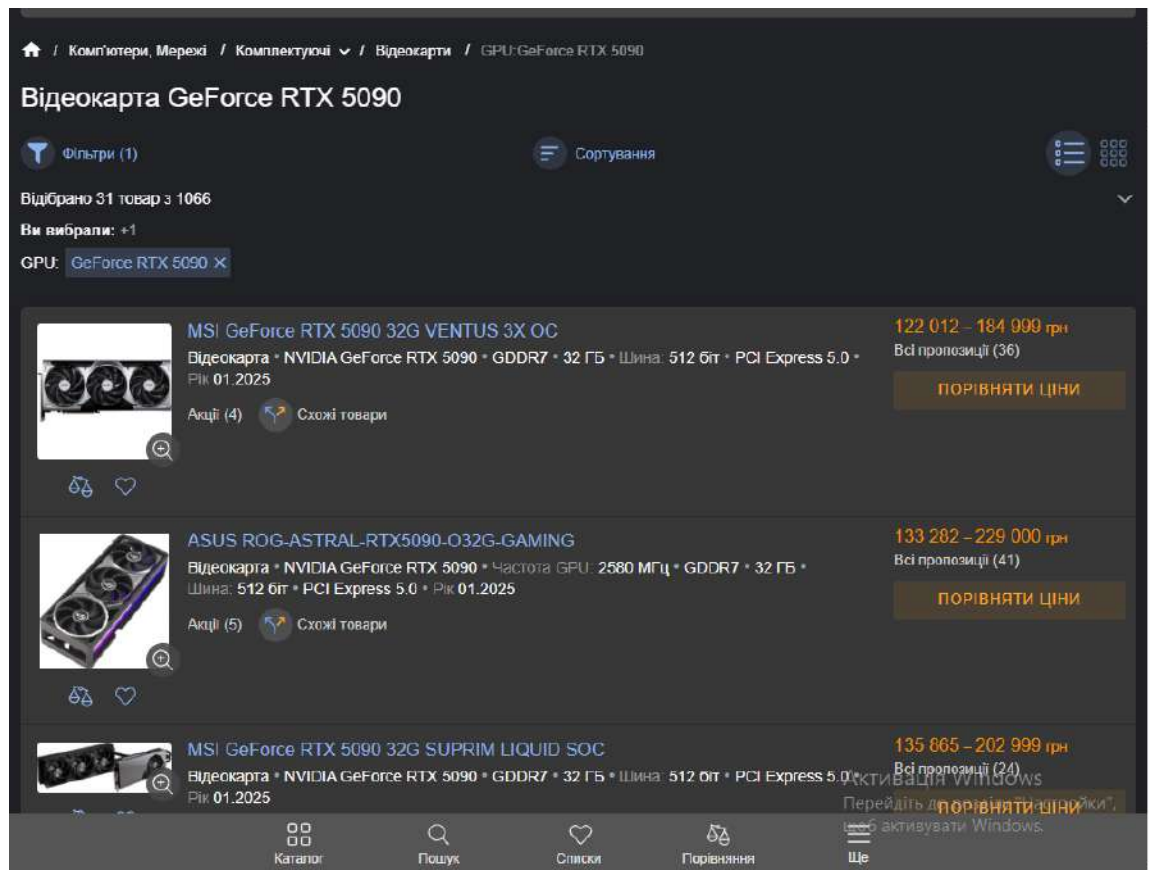 / Комп'ютери, Мережі / Комплектуючі / Відеокарти / GPU:GeForce RTX 5090
Відеокарта GeForce RTX 5090
Фільтри (1)
Сортування
Відібрано 31 товар з 1066
Ви вибрали: +1
GPU: GeForce RTX 5090 ×
MSI GeForce RTX 5090 32G VENTUS 3X OC
Відеокарта • NVIDIA GeForce RTX 5090 • GDDR7 • 32 ГБ • Шина: 512 біт • PCI Express 5.0 •
Рік 01.2025
Акції (4) Схожі товари
122 012 – 184 999 грн
Всі пропозиції (36)
ПОРІВНЯТИ ЦІНИ
ASUS ROG-ASTRAL-RTX5090-O32G-GAMING
Відеокарта • NVIDIA GeForce RTX 5090 • Частота GPU: 2580 МГц • GDDR7 • 32 ГБ •
Шина: 512 біт • PCI Express 5.0 • Рік 01.2025
Акції (5) Схожі товари
133 282 – 229 000 грн
Всі пропозиції (41)
ПОРІВНЯТИ ЦІНИ
MSI GeForce RTX 5090 32G SUPRIM LIQUID SOC
Відеокарта • NVIDIA GeForce RTX 5090 • GDDR7 • 32 ГБ • Шина: 512 біт • PCI Express 5.0 •
Рік 01.2025
135 865 – 202 999 грн
Всі пропозиції (24)
ПОРІВНЯТИ ЦІНИ
Активація Windows
Перейдіть до "Настройки",
щоб активувати Windows.
Каталог
Пошук
Списки
Порівняння
Ще